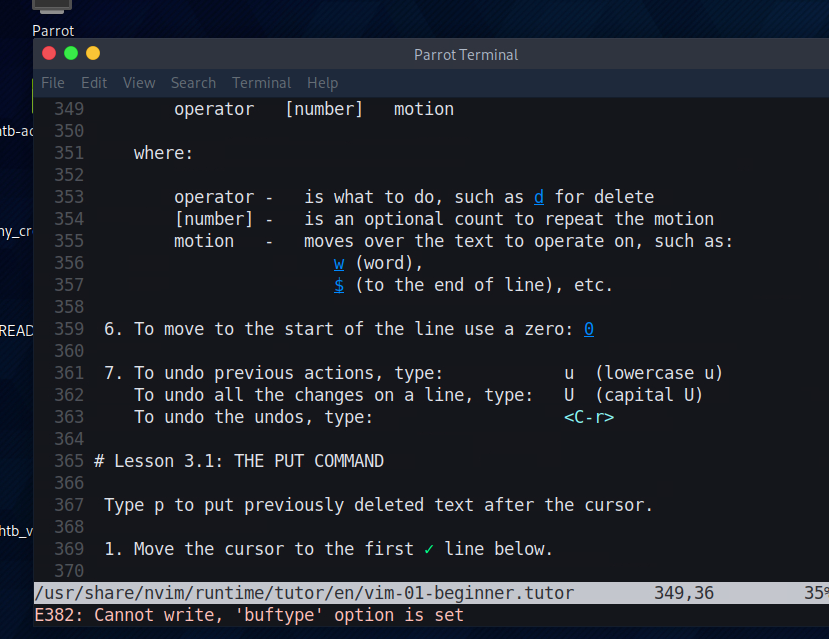 Parrot
Parrot Terminal
File Edit View Search Terminal Help
349 operator [number] motion
350
351 where:
352
353 operator - is what to do, such as d for delete
354 [number] - is an optional count to repeat the motion
355 motion - moves over the text to operate on, such as:
356 w (word),
357 $ (to the end of line), etc.
358
359 6. To move to the start of the line use a zero: 0
360
361 7. To undo previous actions, type: u (lowercase u)
362 To undo all the changes on a line, type: U (capital U)
363 To undo the undos, type: <C-r>
364
365 # Lesson 3.1: THE PUT COMMAND
366
367 Type p to put previously deleted text after the cursor.
368
369 1. Move the cursor to the first ✓ line below.
370
/usr/share/nvim/runtime/tutor/en/vim-01-beginner.tutor 349,36 35%
E382: Cannot write, 'buftype' option is set
READ